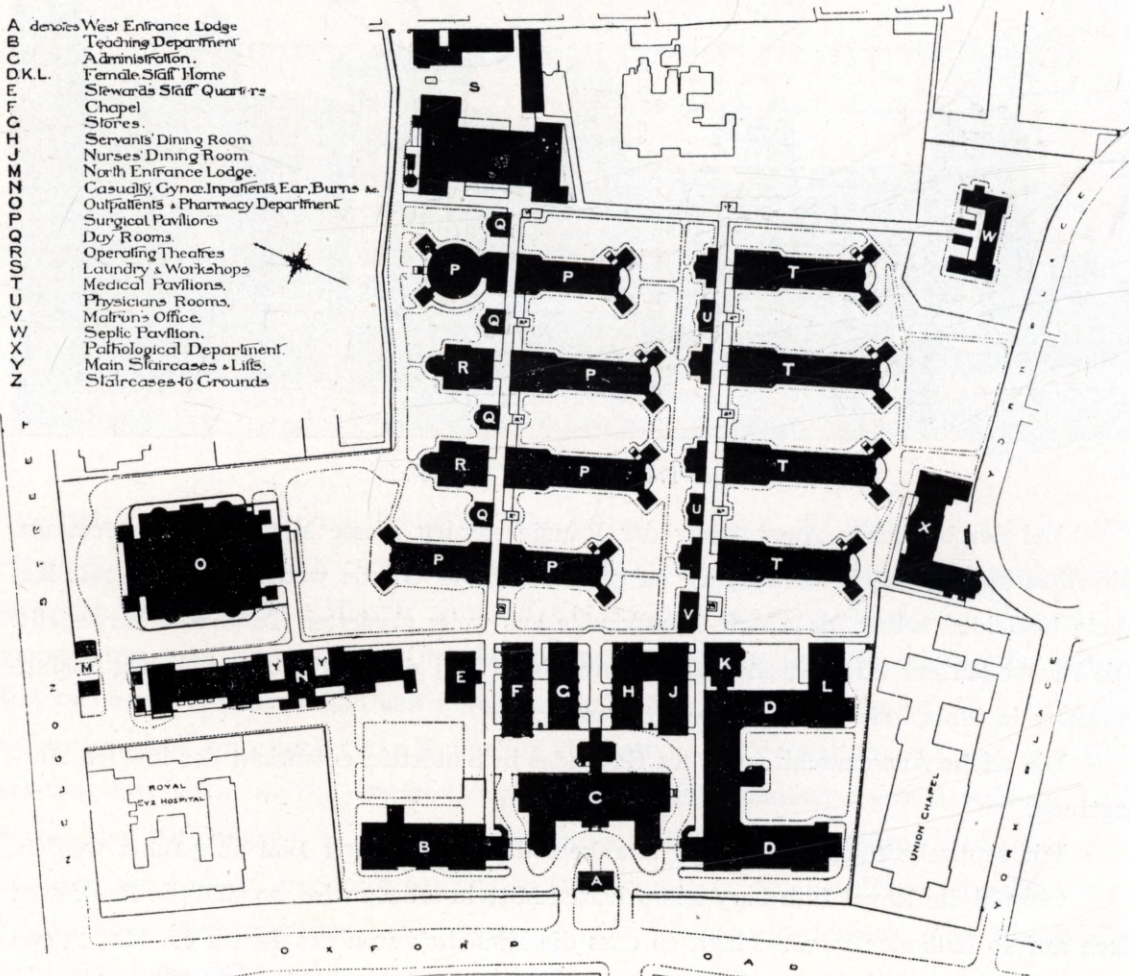 A denotes West Entrance Lodge
B Teaching Department
C Administration.
D.K.L. Female Staff Home
E Stewards Staff Quarters
F Chapel
G Stores.
H Servants' Dining Room
J Nurses' Dining Room
M North Entrance Lodge.
N Casualty, Gynæ. Inpatients, Ear, Burns &c.
O Outpatients & Pharmacy Department
P Surgical Pavilions
Q Day Rooms.
R Operating Theatres
S Laundry & Workshops
T Medical Pavilions.
U Physicians Rooms.
V Matron's Office.
W Septic Pavilion.
X Pathological Department.
Y Main Staircases & Lifts.
Z Staircases to Grounds
S
Q
W
P P T
Q U
R P T
Q
R P T
Q U
X
O
P P T
V
M
N Y Y
E F G H J K L
D
NELSON STREET
ROYAL
EYE HOSPITAL
C
B D
A
UNION CHAPEL
YORK PLACE
OXFORD ROAD